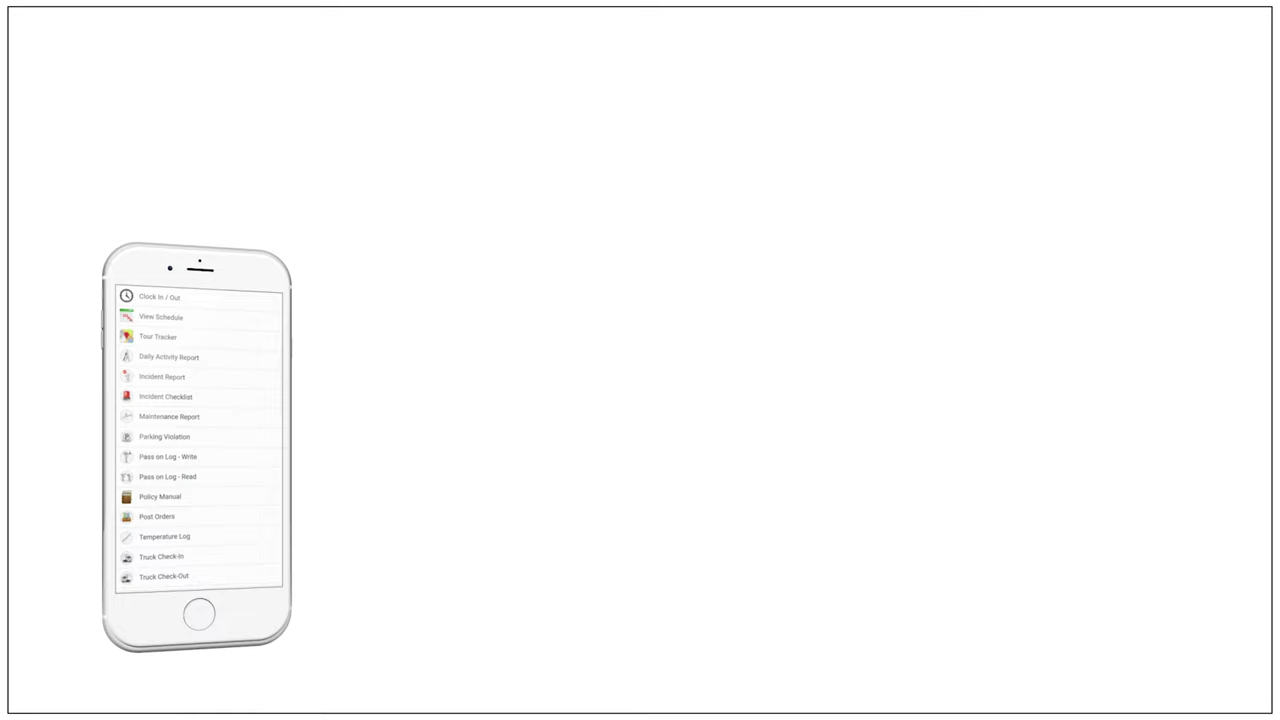 Clock In / Out
View Schedule
Tour Tracker
Daily Activity Report
Incident Report
Incident Checklist
Maintenance Report
Parking Violation
Pass on Log - Write
Pass on Log - Read
Policy Manual
Post Orders
Temperature Log
Truck Check-In
Truck Check-Out